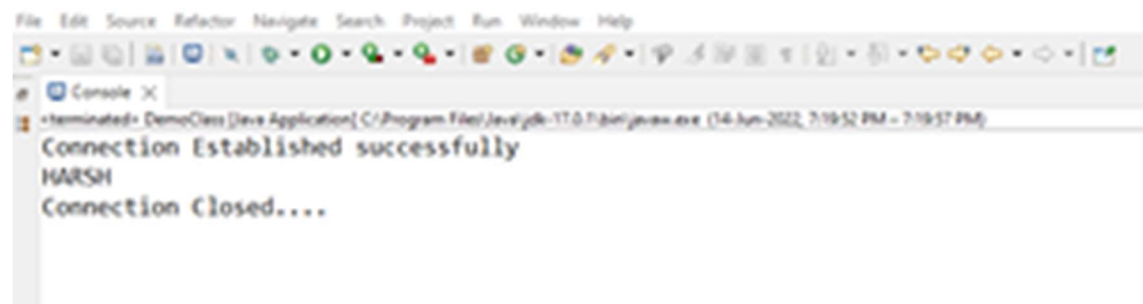 File Edit Source Refactor Navigate Search Project Run Window Help
Console
<terminated> DemoClass [Java Application] C:\Program Files\Java\jdk-17.0.1\bin\javaw.exe (14-Jun-2022, 7:19:52 PM – 7:19:57 PM)
Connection Established successfully
HARSH
Connection Closed....